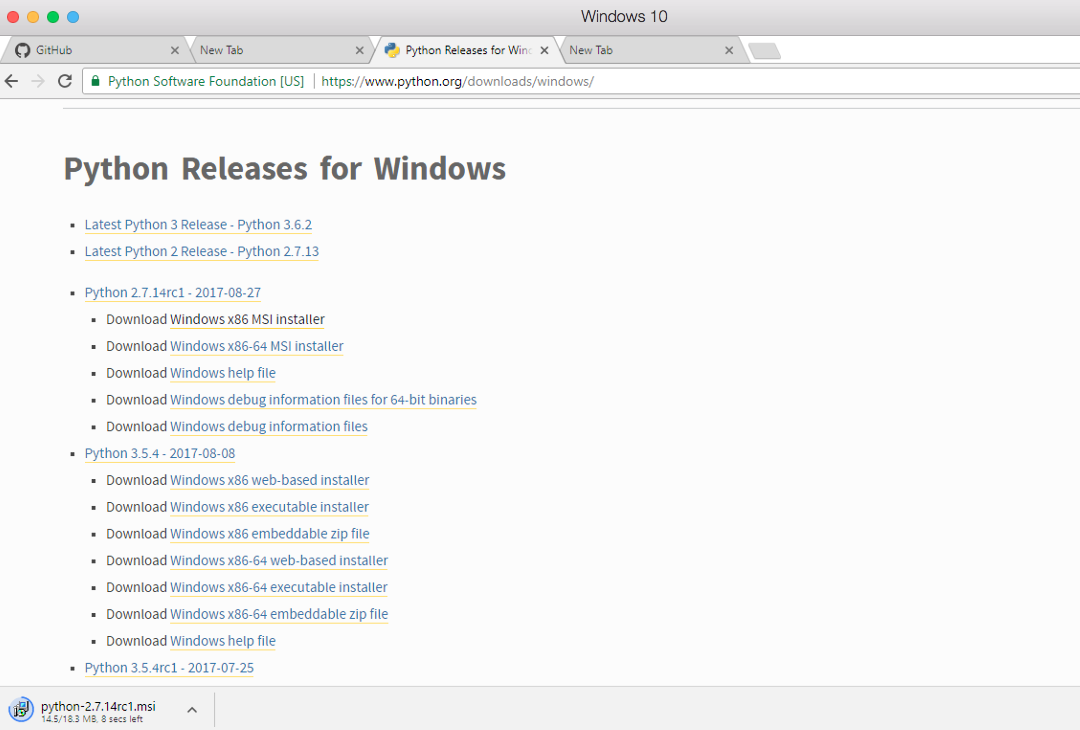 Windows 10
GitHub
New Tab
Python Releases for Winc
New Tab
Python Software Foundation [US]
https://www.python.org/downloads/windows/
Python Releases for Windows
Latest Python 3 Release - Python 3.6.2
Latest Python 2 Release - Python 2.7.13
Python 2.7.14rc1 - 2017-08-27
Download Windows x86 MSI installer
Download Windows x86-64 MSI installer
Download Windows help file
Download Windows debug information files for 64-bit binaries
Download Windows debug information files
Python 3.5.4 - 2017-08-08
Download Windows x86 web-based installer
Download Windows x86 executable installer
Download Windows x86 embeddable zip file
Download Windows x86-64 web-based installer
Download Windows x86-64 executable installer
Download Windows x86-64 embeddable zip file
Download Windows help file
Python 3.5.4rc1 - 2017-07-25
python-2.7.14rc1.msi
14.5/18.3 MB, 8 secs left